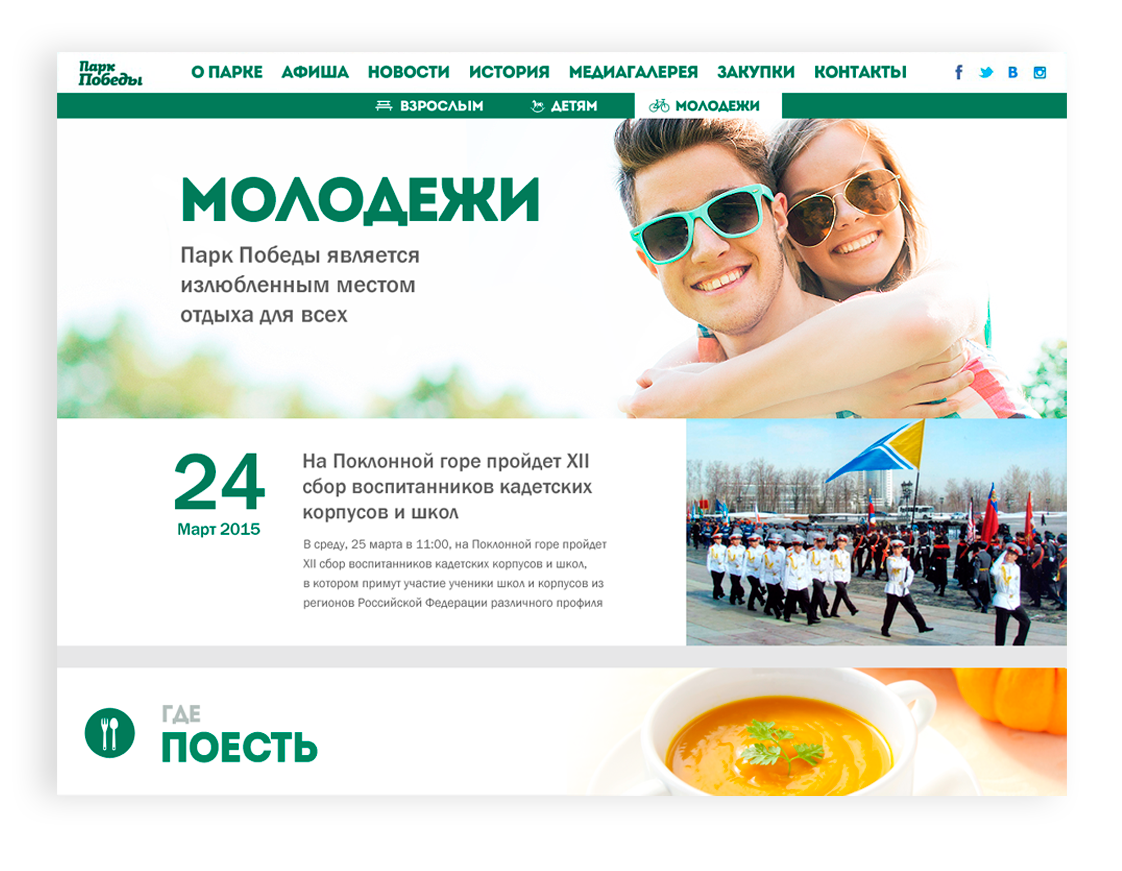 Парк
Победы
О ПАРКЕ АФИША НОВОСТИ ИСТОРИЯ МЕДИАГАЛЕРЕЯ ЗАКУПКИ КОНТАКТЫ
ВЗРОСЛЫМ ДЕТЯМ МОЛОДЕЖИ
МОЛОДЕЖИ
Парк Победы является
излюбленным местом
отдыха для всех
24
Март 2015
На Поклонной горе пройдет XII
сбор воспитанников кадетских
корпусов и школ
В среду, 25 марта в 11:00, на Поклонной горе пройдет
XII сбор воспитанников кадетских корпусов и школ,
в котором примут участие ученики школ и корпусов из
регионов Российской Федерации различного профиля
ГДЕ
ПОЕСТЬ